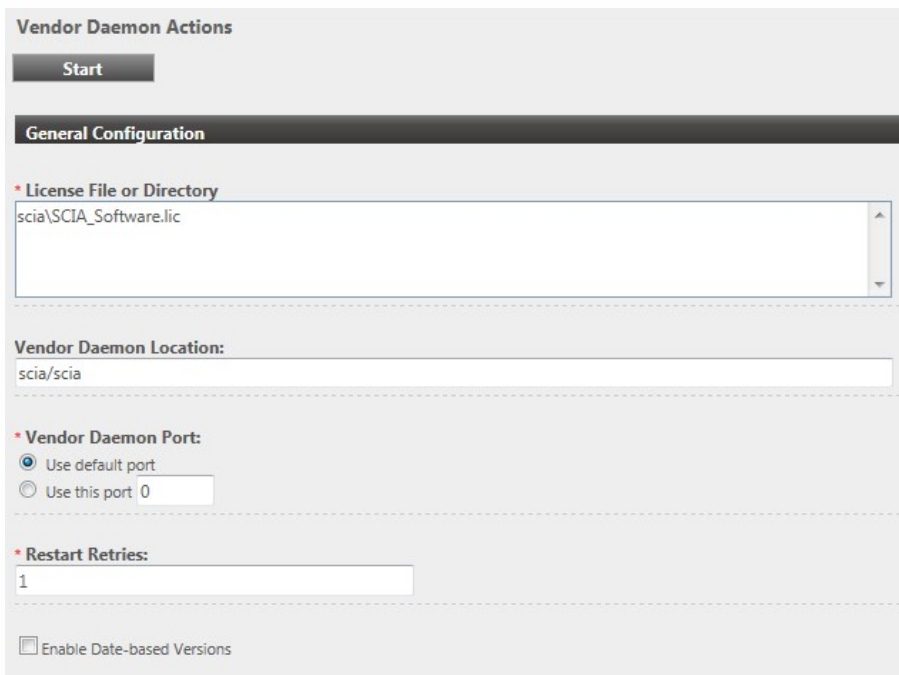 Vendor Daemon Actions
Start
General Configuration
* License File or Directory
scia\SCIA_Software.lic
Vendor Daemon Location:
scia/scia
* Vendor Daemon Port:
Use default port
Use this port 0
* Restart Retries:
1
Enable Date-based Versions